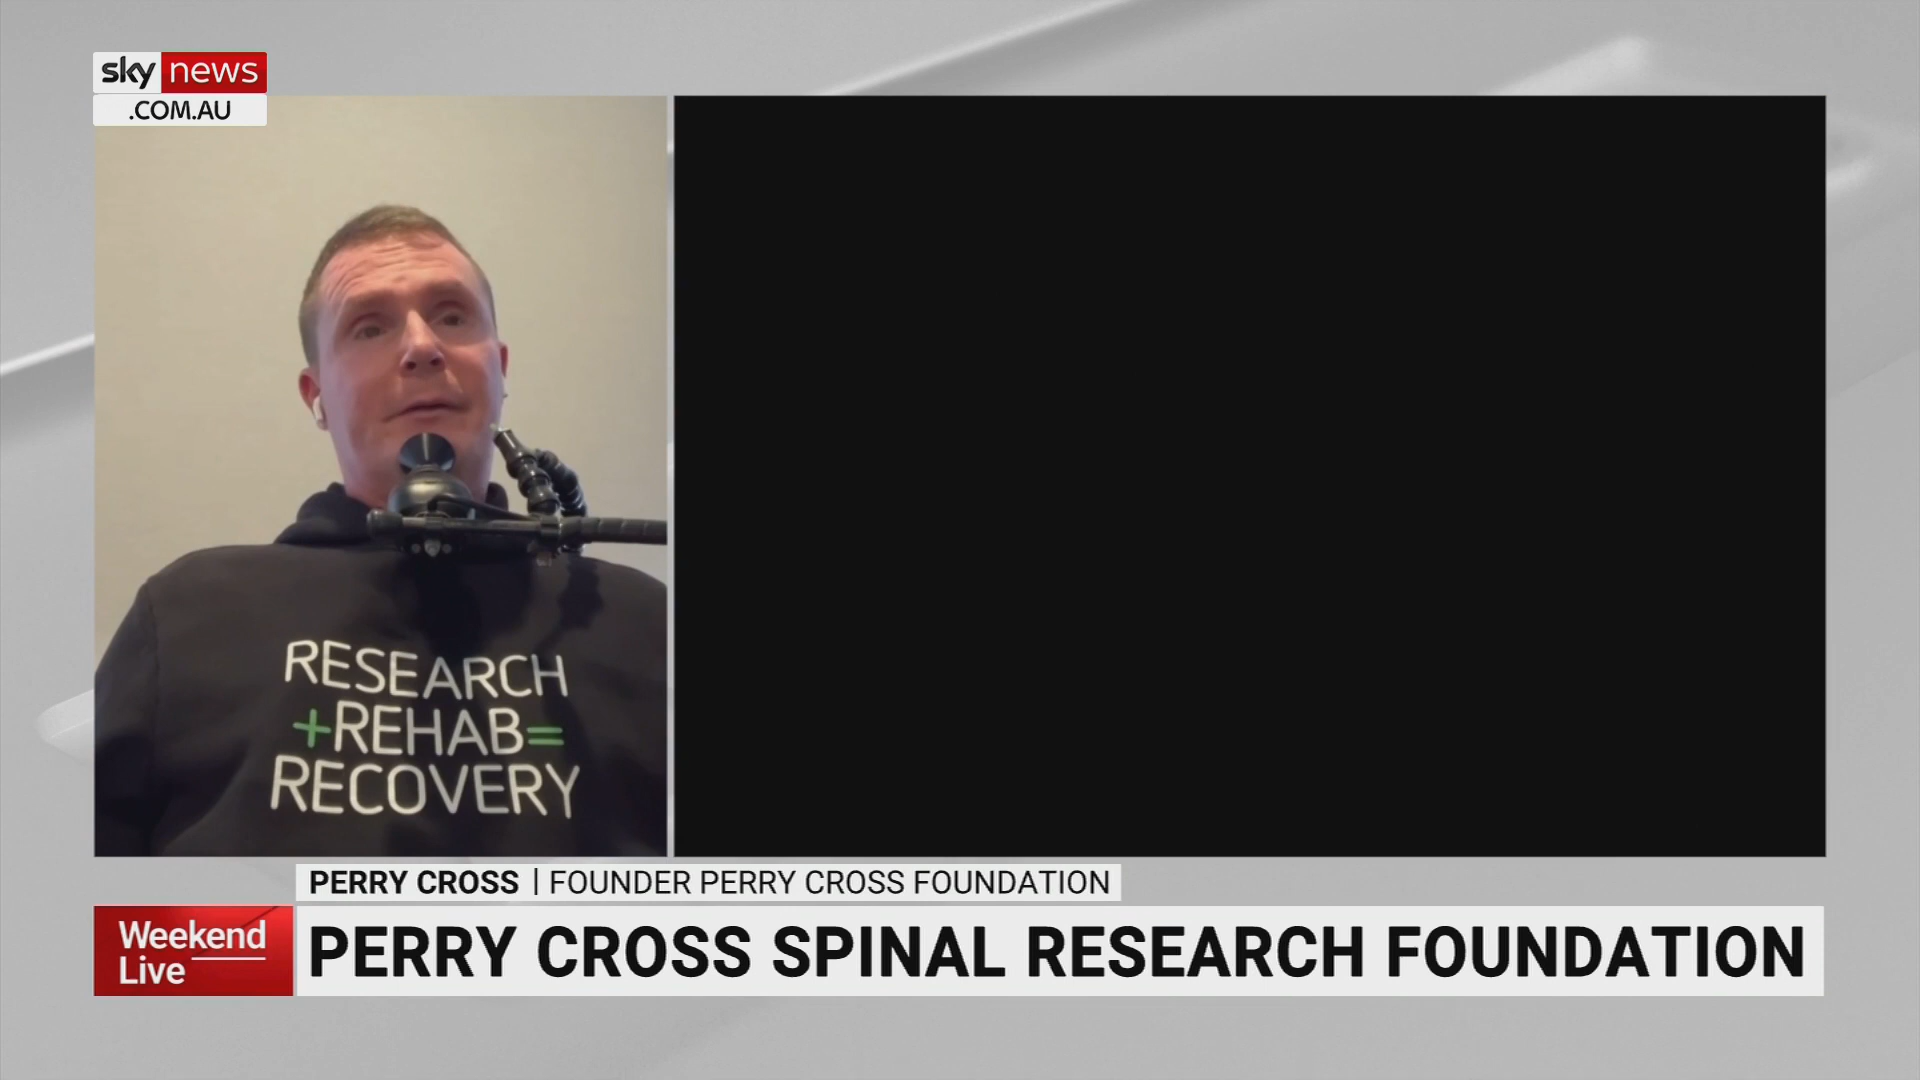 sky news
.COM.AU
RESEARCH
+REHAB=
RECOVERY
PERRY CROSS | FOUNDER PERRY CROSS FOUNDATION
Weekend
Live
PERRY CROSS SPINAL RESEARCH FOUNDATION